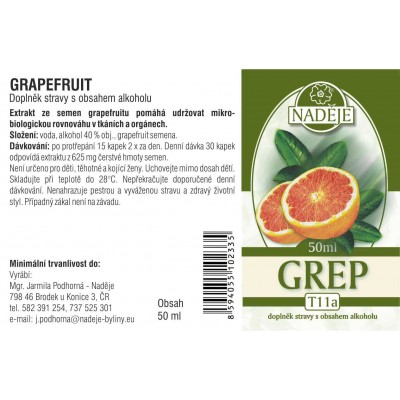 GRAPEFRUIT
Doplněk stravy s obsahem alkoholu
Extrakt ze semen grapefruitu pomáhá udržovat mikro-
biologickou rovnováhu v tkáních a orgánech.
Složení: voda, alkohol 40% obj., grapefruit semena.
Dávkování: po protřepání 15 kapek 2 x za den. Denní dávka 30 kapek
odpovídá extraktu z 625 mg čerstvé hmoty semen.
Není určeno pro děti, těhotné a kojící ženy. Uchovejte mimo dosah dětí.
Skladujte při teplotě do 28°C. Nepřekračujte doporučené denní
dávkování. Nenahrazuje pestrou a vyváženou stravu a zdravý životní
styl. Případný zákal není na závadu.
Minimální trvanlivost do:
Vyrábí:
Mgr. Jarmila Podhorná - Naděje
798 46 Brodek u Konice 3, ČR
tel. 582 391 254, 737 525 301
e-mail: j.podhorna@nadeje-byliny.eu
Obsah
50 ml
8 594055 102335
NADĚJE
50ml
GREP
T11a
doplněk stravy s obsahem alkoholu